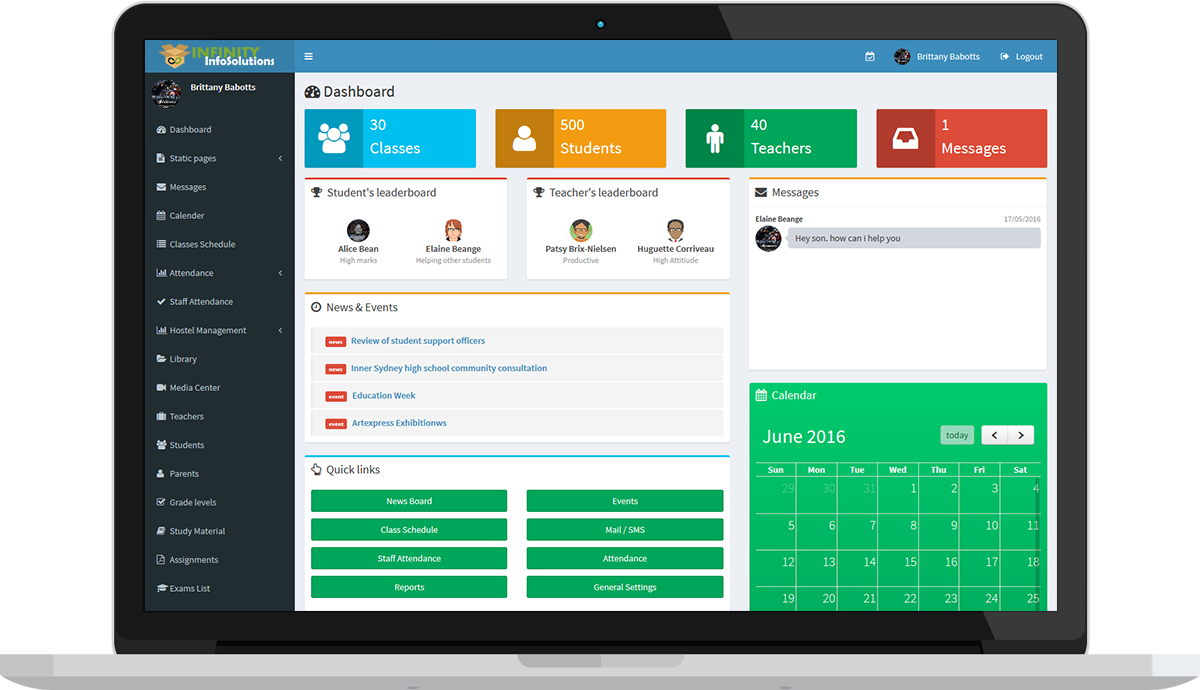 INFINITY
InfoSolutions
Brittany Babotts
Logout
Brittany Babotts
Dashboard
Static pages
Messages
Calender
Classes Schedule
Attendance
Staff Attendance
Hostel Management
Library
Media Center
Teachers
Students
Parents
Grade levels
Study Material
Assignments
Exams List
Dashboard
30
Classes
500
Students
40
Teachers
1
Messages
Student's leaderboard
Alice Bean
High marks
Elaine Beange
Helping other students
Teacher's leaderboard
Patsy Brix-Nielsen
Productive
Huguette Corriveau
High Attitiude
Messages
Elaine Beange 17/05/2016
Hey son. how can i help you
News & Events
news Review of student support officers
news Inner Sydney high school community consultation
event Education Week
event Artexpress Exhibitionws
Quick links
News Board Events
Class Schedule Mail / SMS
Staff Attendance Attendance
Reports General Settings
Calendar
June 2016 today
Sun Mon Tue Wed Thu Fri Sat
29 30 31 1 2 3 4
5 6 7 8 9 10 11
12 13 14 15 16 17 18
19 20 21 22 23 24 25